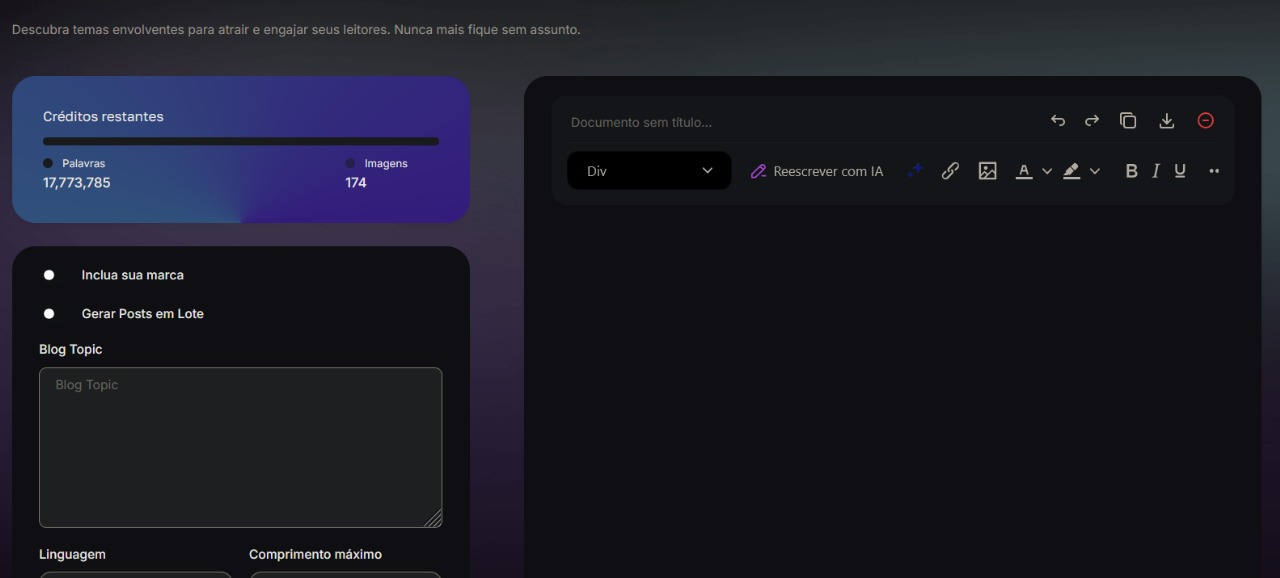 Descubra temas envolventes para atrair e engajar seus leitores. Nunca mais fique sem assunto.
Créditos restantes
Palavras
17,773,785
Imagens
174
Inclua sua marca
Gerar Posts em Lote
Blog Topic
Blog Topic
Linguagem
Comprimento máximo
Documento sem título...
Div
Reescrever com IA
A
B I U